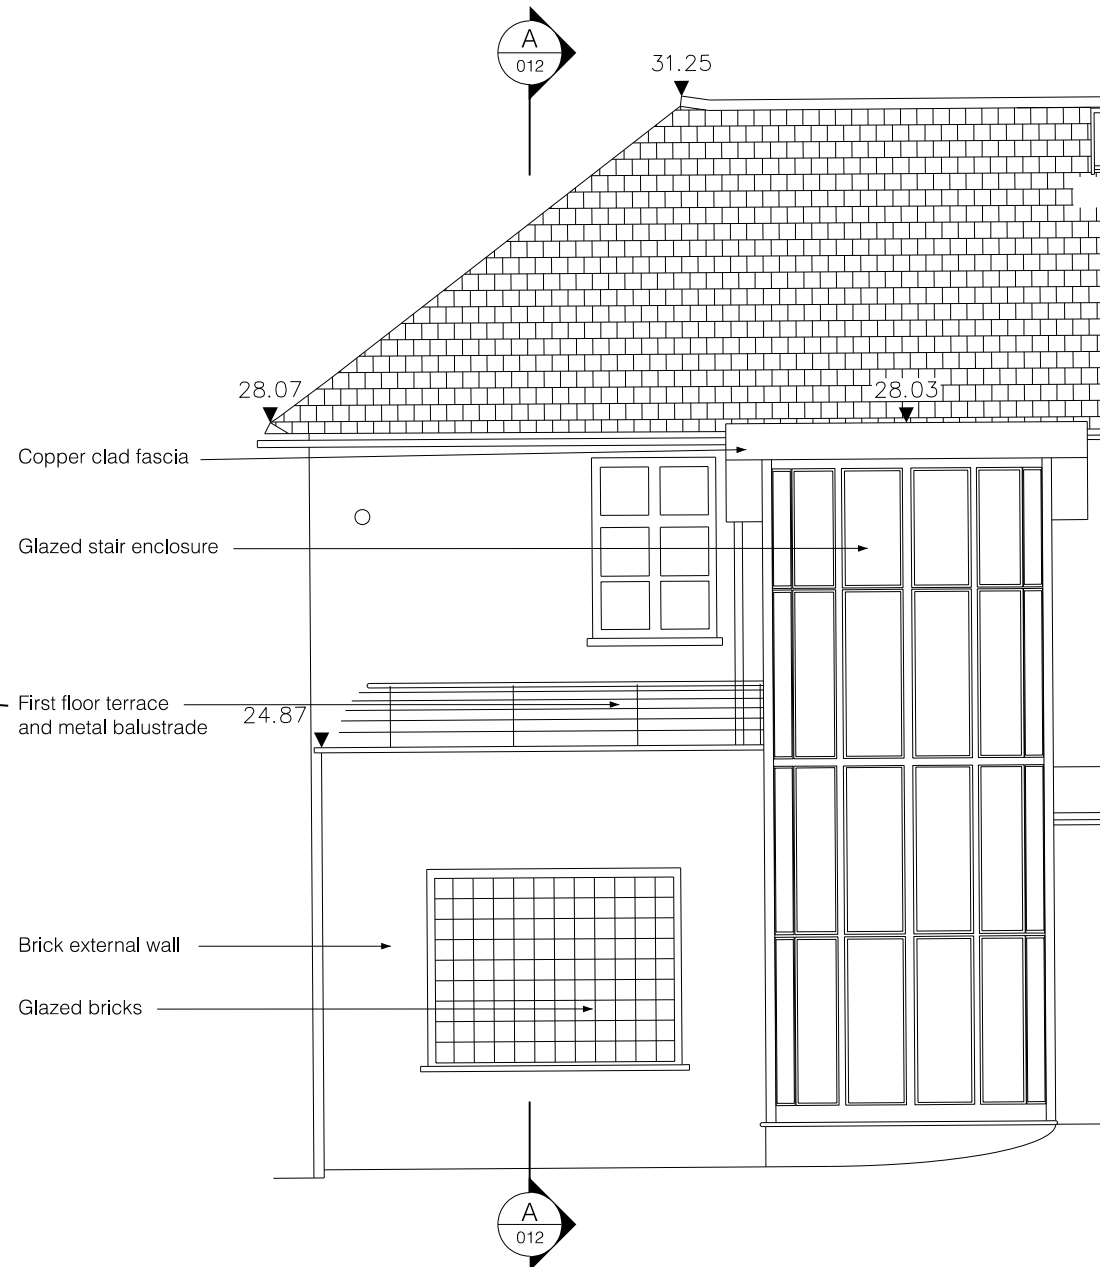 A
012
31.25
28.07
28.03
Copper clad fascia
Glazed stair enclosure
First floor terrace
and metal balustrade
24.87
Brick external wall
Glazed bricks
A
012